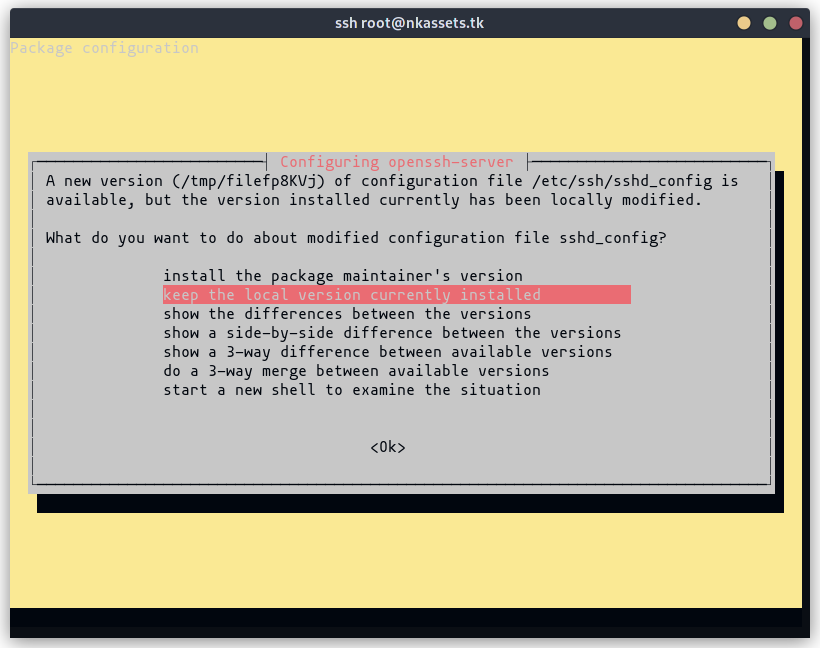 ssh root@nkassets.tk
Package configuration
Configuring openssh-server
A new version (/tmp/filefp8KVj) of configuration file /etc/ssh/sshd_config is
available, but the version installed currently has been locally modified.
What do you want to do about modified configuration file sshd_config?
install the package maintainer's version
keep the local version currently installed
show the differences between the versions
show a side-by-side difference between the versions
show a 3-way difference between available versions
do a 3-way merge between available versions
start a new shell to examine the situation
<Ok>